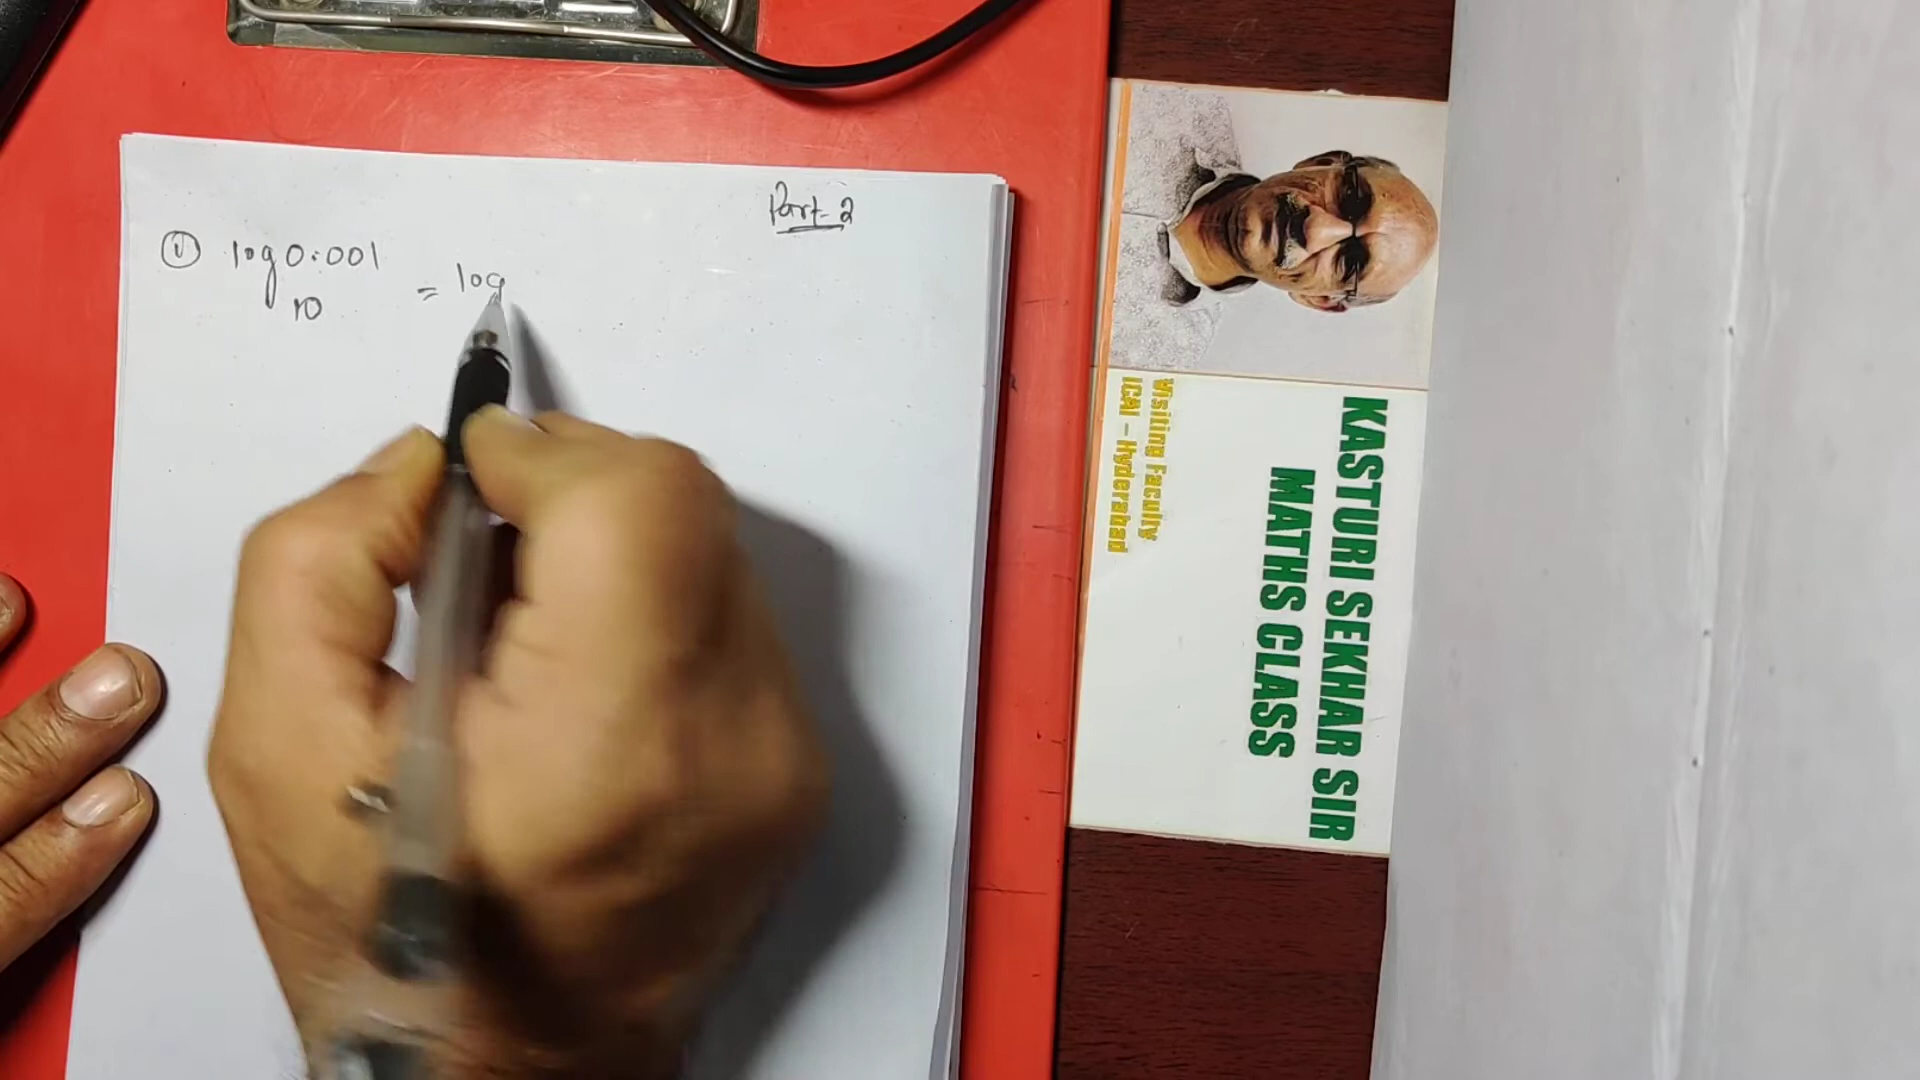 Part-2
① log 0.001
10
= log
KASTURI SEKHAR SIR
MATHS CLASS
Visiting Faculty
ICAI – Hyderabad